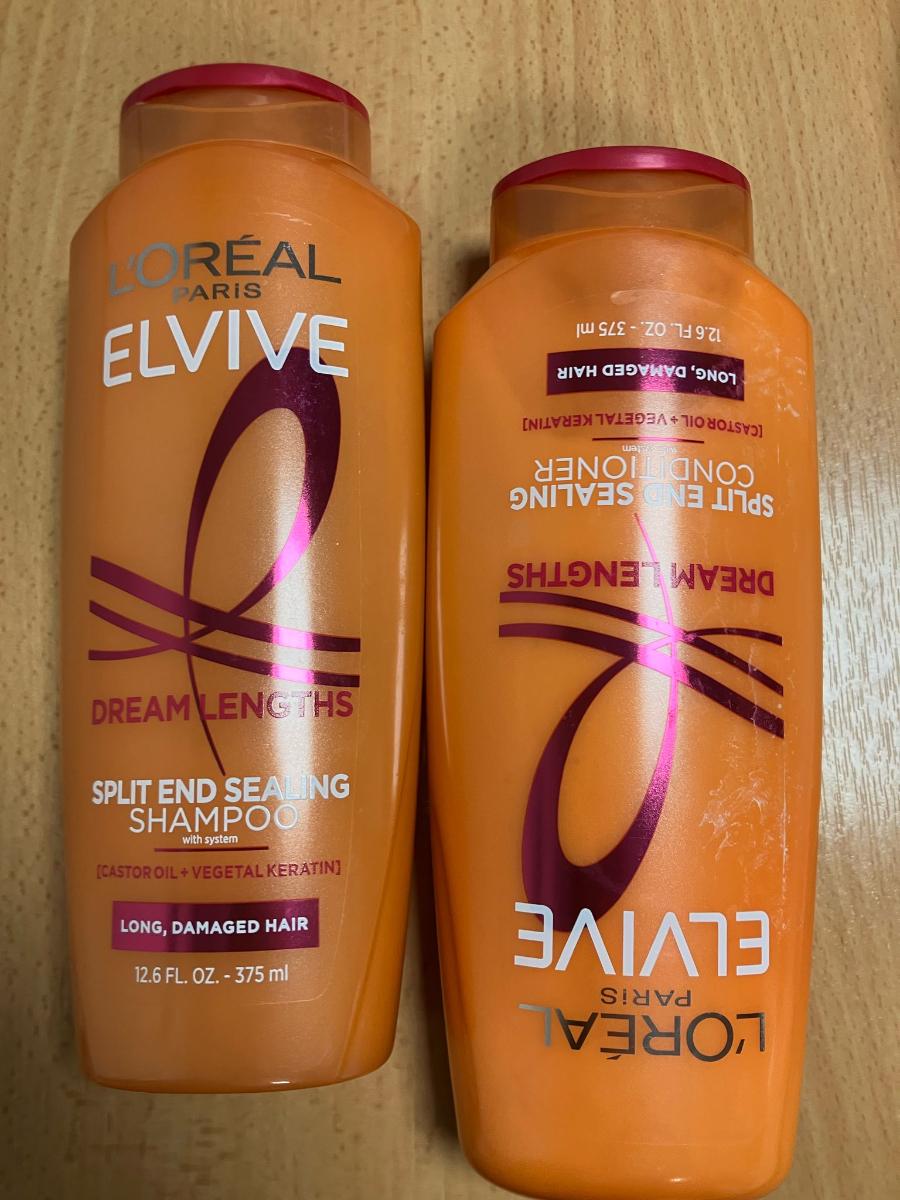 L'ORÉAL
PARIS
ELVIVE
DREAM LENGTHS
SPLIT END SEALING
SHAMPOO
with system
[CASTOR OIL + VEGETAL KERATIN]
LONG, DAMAGED HAIR
12.6 FL. OZ. - 375 ml
L'ORÉAL
PARIS
ELVIVE
DREAM LENGTHS
SPLIT END SEALING
CONDITIONER
with system
[CASTOR OIL + VEGETAL KERATIN]
LONG, DAMAGED HAIR
12.6 FL. OZ. - 375 ml